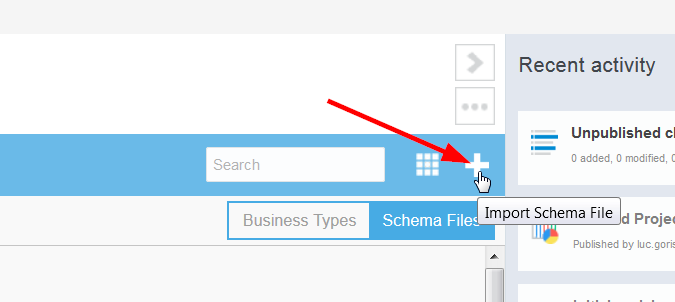 Recent activity
Search
Unpublished
0 added, 0 modified, 0
Business Types
Schema Files
Import Schema File
Projec
Published by luc.goris